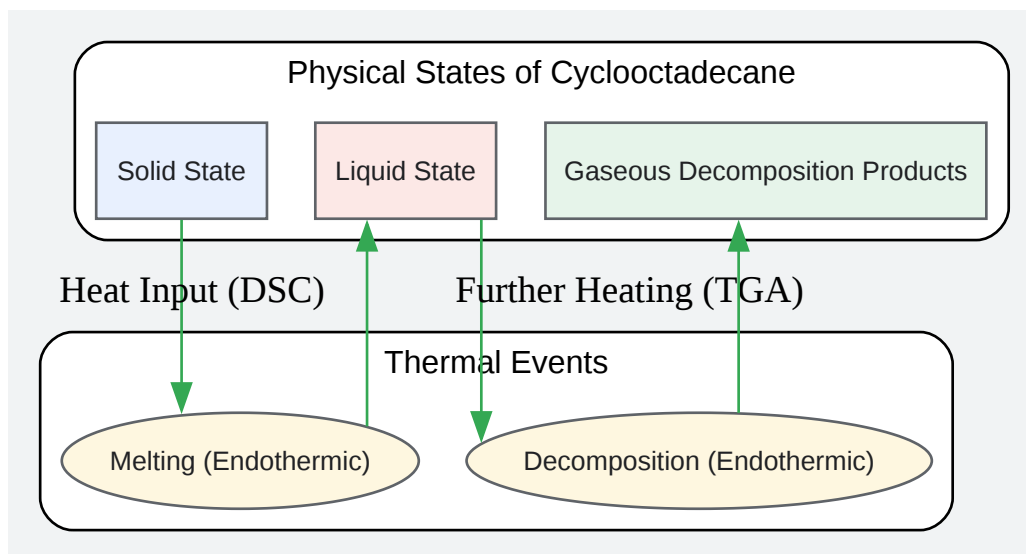 Physical States of Cyclooctadecane
Solid State
Liquid State
Gaseous Decomposition Products
Heat Input (DSC)
Further Heating (TGA)
Thermal Events
Melting (Endothermic)
Decomposition (Endothermic)